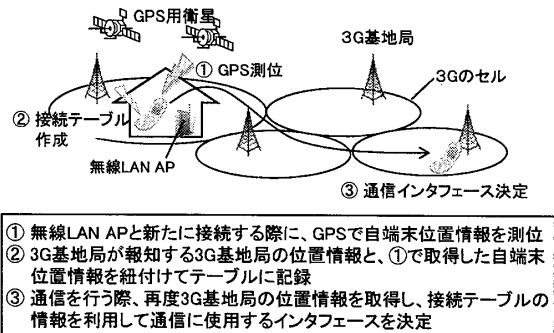 GPS用衛星
3G基地局
① GPS測位
3Gのセル
② 接続テーブル
作成
無線LAN AP
③ 通信インタフェース決定
① 無線LAN APと新たに接続する際に、GPSで自端末位置情報を測位
② 3G基地局が報知する3G基地局の位置情報と、①で取得した自端末
位置情報を紐付けてテーブルに記録
③ 通信を行う際、再度3G基地局の位置情報を取得し、接続テーブルの
情報を利用して通信に使用するインタフェースを決定